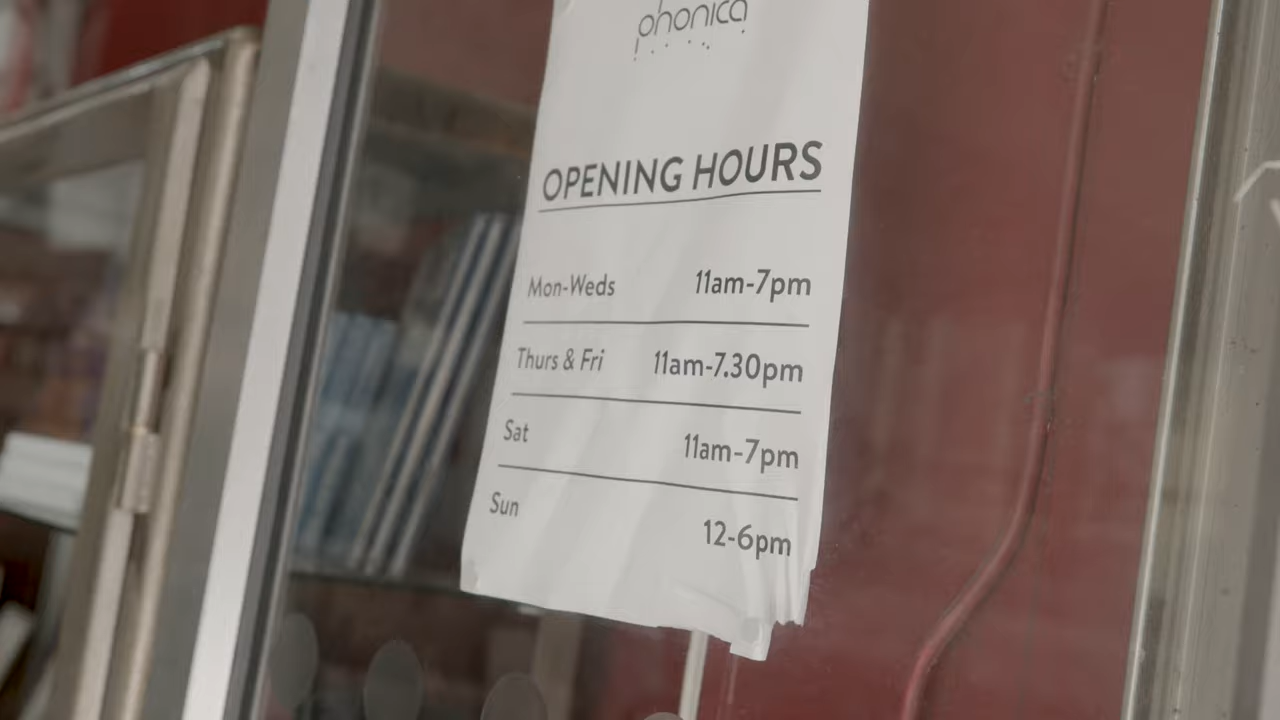 phonica
OPENING HOURS
Mon-Weds 11am-7pm
Thurs & Fri 11am-7.30pm
Sat 11am-7pm
Sun 12-6pm